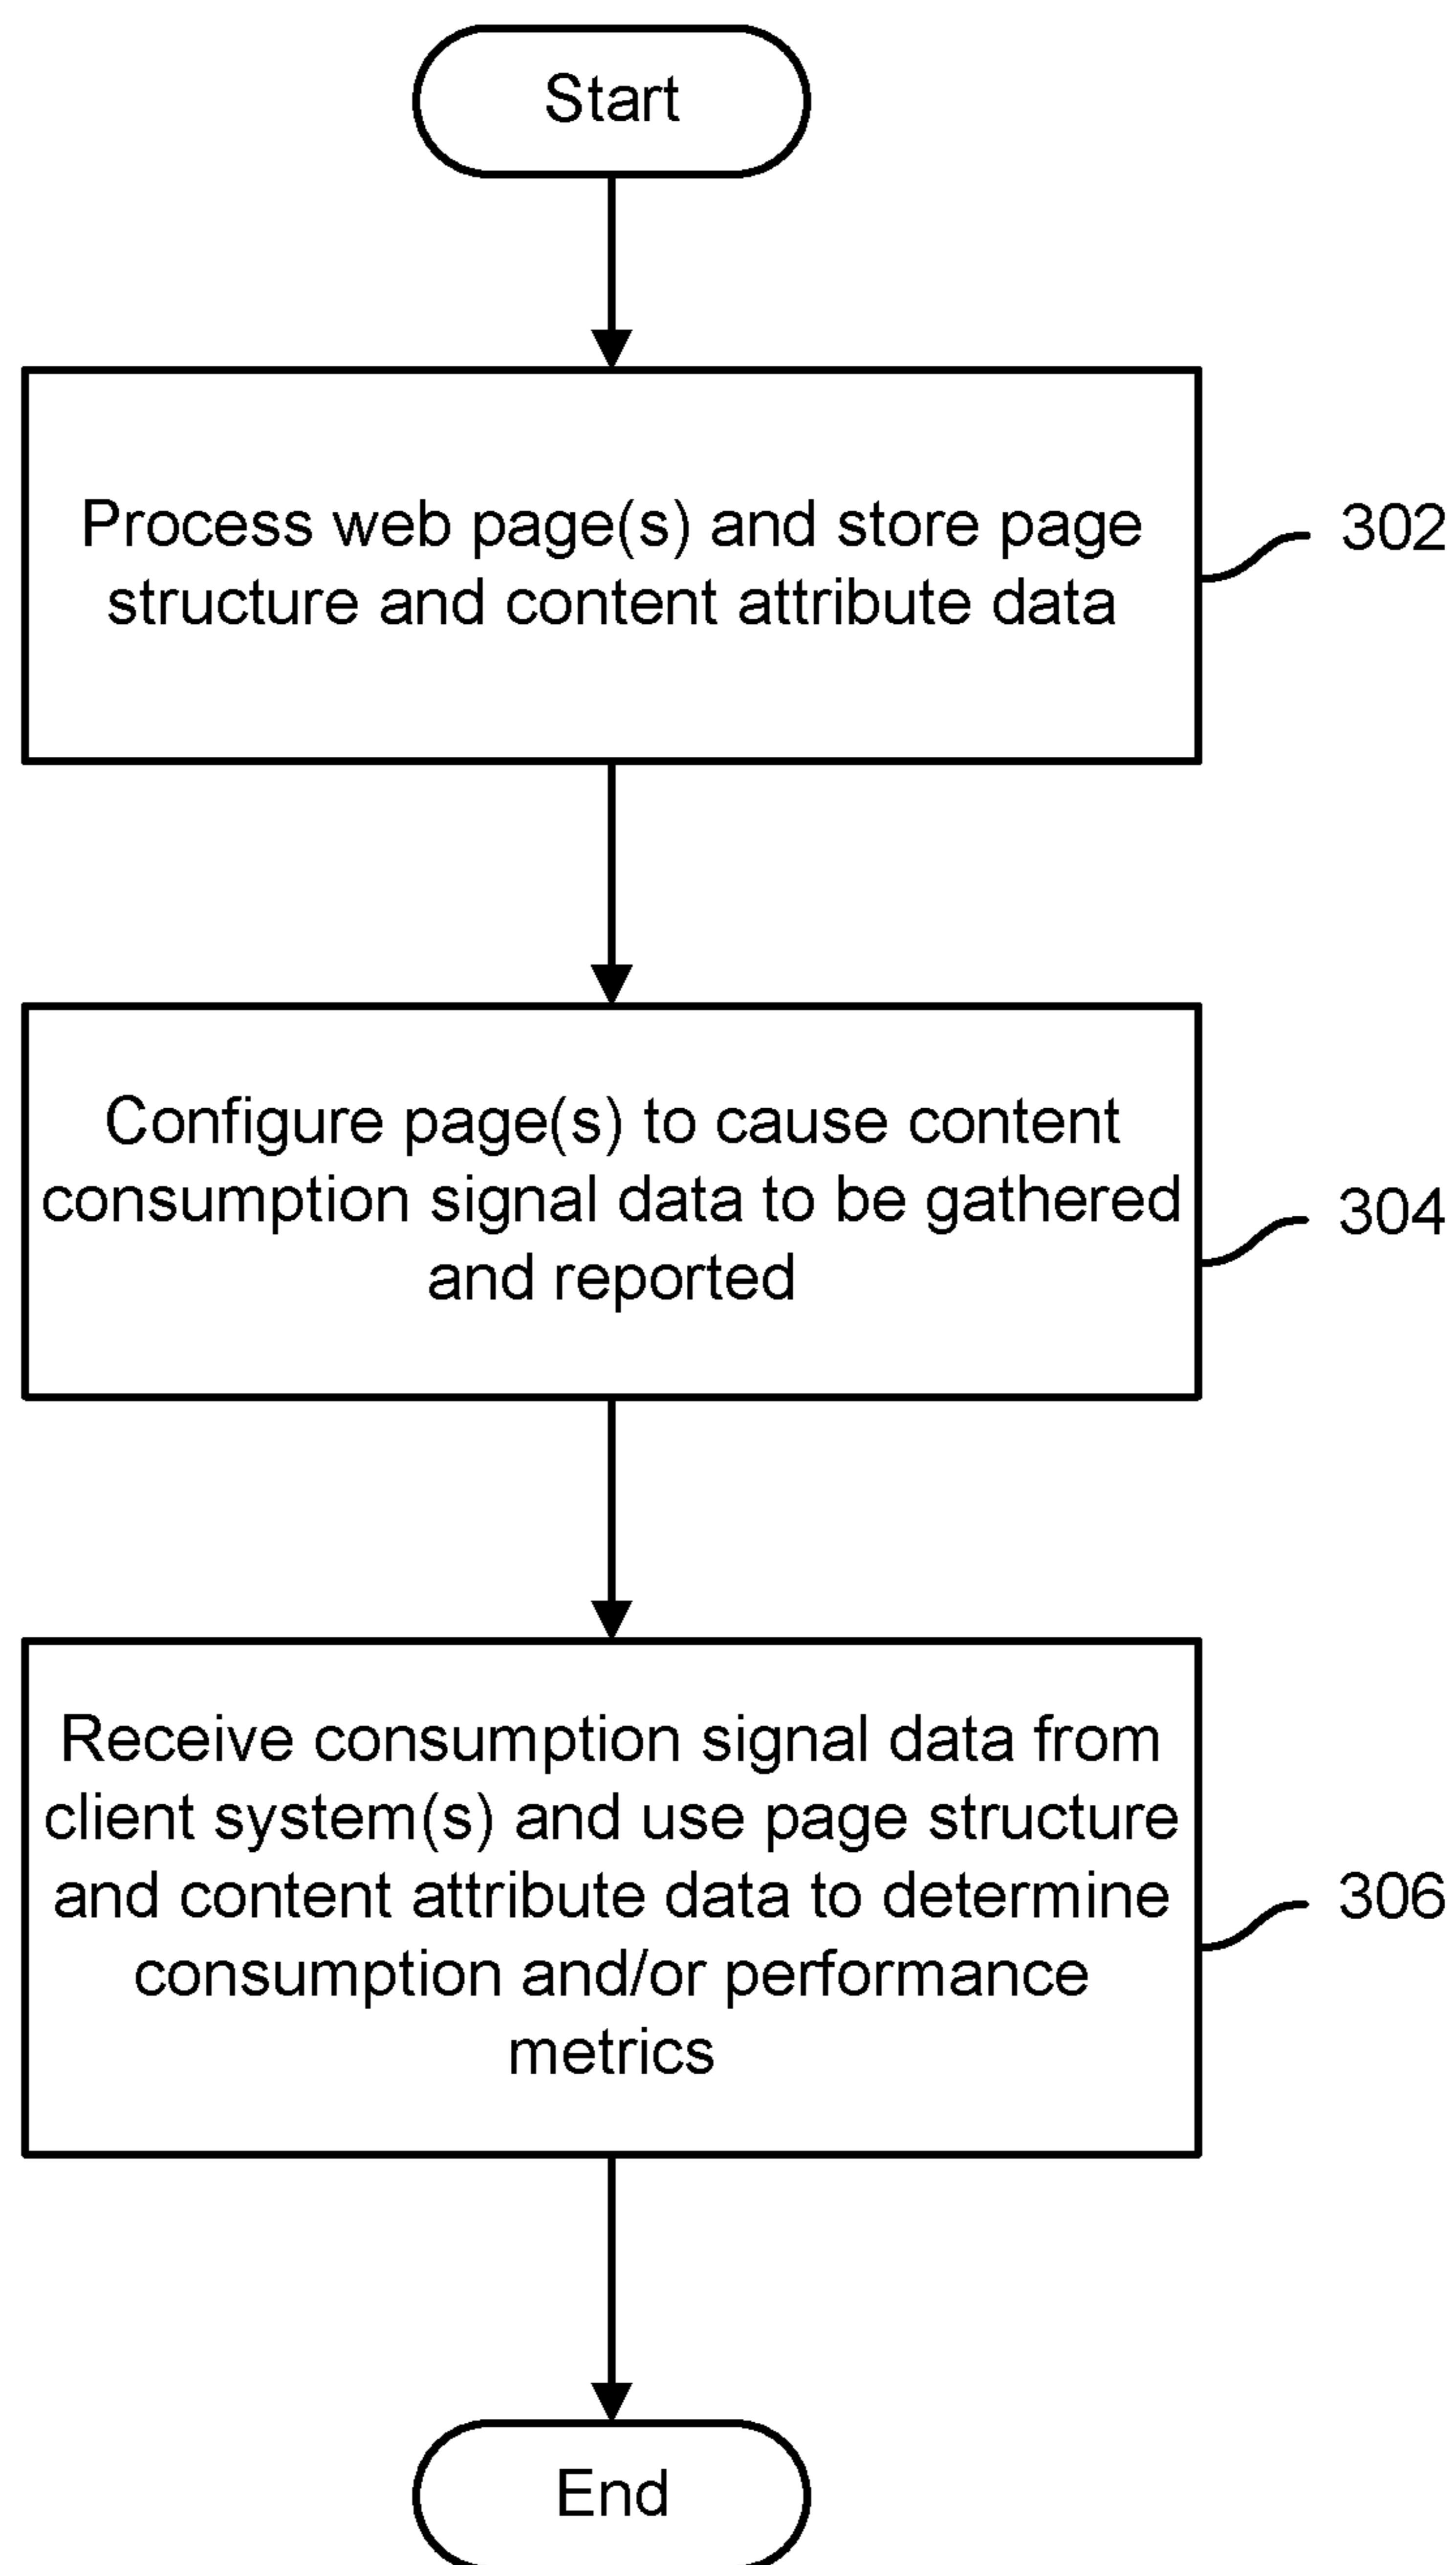 Start
Process web page(s) and store page
structure and content attribute data
302
Configure page(s) to cause content
consumption signal data to be gathered
and reported
304
Receive consumption signal data from
client system(s) and use page structure
and content attribute data to determine
consumption and/or performance
metrics
306
End